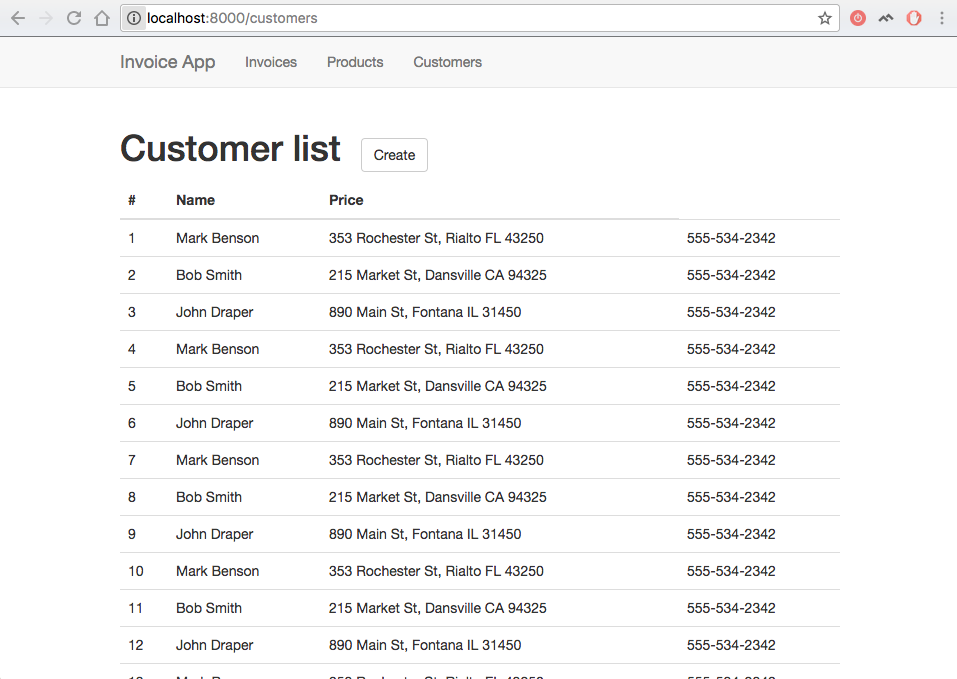 localhost:8000/customers
Invoice App Invoices Products Customers
Customer list Create
# Name Price
1 Mark Benson 353 Rochester St, Rialto FL 43250 555-534-2342
2 Bob Smith 215 Market St, Dansville CA 94325 555-534-2342
3 John Draper 890 Main St, Fontana IL 31450 555-534-2342
4 Mark Benson 353 Rochester St, Rialto FL 43250 555-534-2342
5 Bob Smith 215 Market St, Dansville CA 94325 555-534-2342
6 John Draper 890 Main St, Fontana IL 31450 555-534-2342
7 Mark Benson 353 Rochester St, Rialto FL 43250 555-534-2342
8 Bob Smith 215 Market St, Dansville CA 94325 555-534-2342
9 John Draper 890 Main St, Fontana IL 31450 555-534-2342
10 Mark Benson 353 Rochester St, Rialto FL 43250 555-534-2342
11 Bob Smith 215 Market St, Dansville CA 94325 555-534-2342
12 John Draper 890 Main St, Fontana IL 31450 555-534-2342